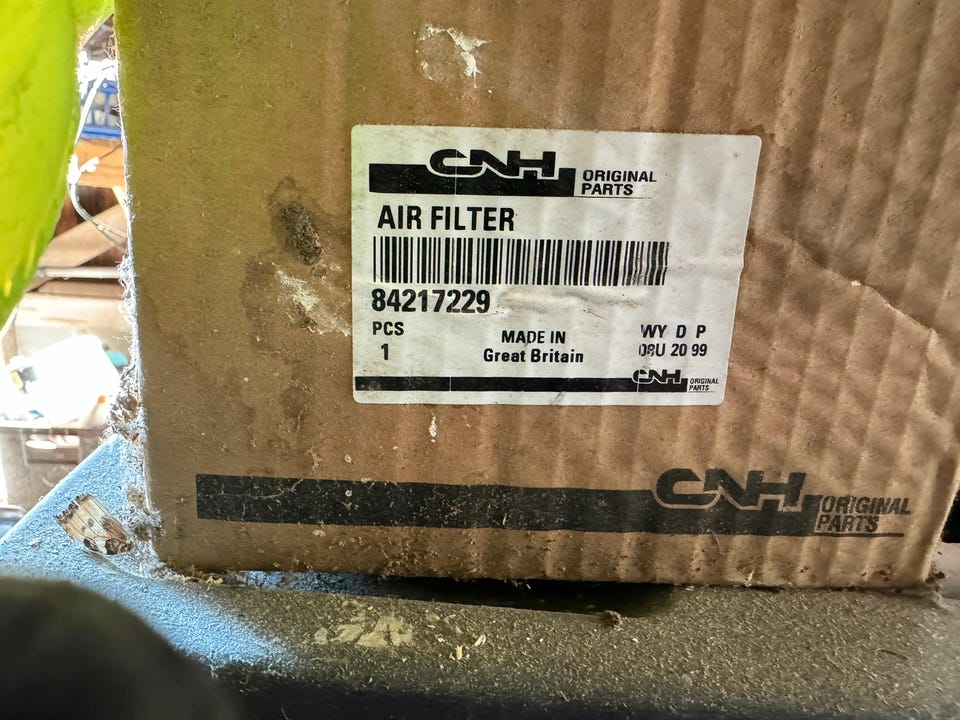 CNH ORIGINAL
PARTS
AIR FILTER
84217229
PCS
1
MADE IN
Great Britain
WY D P
08U 20 99
CNH ORIGINAL
PARTS
CNH ORIGINAL
PARTS